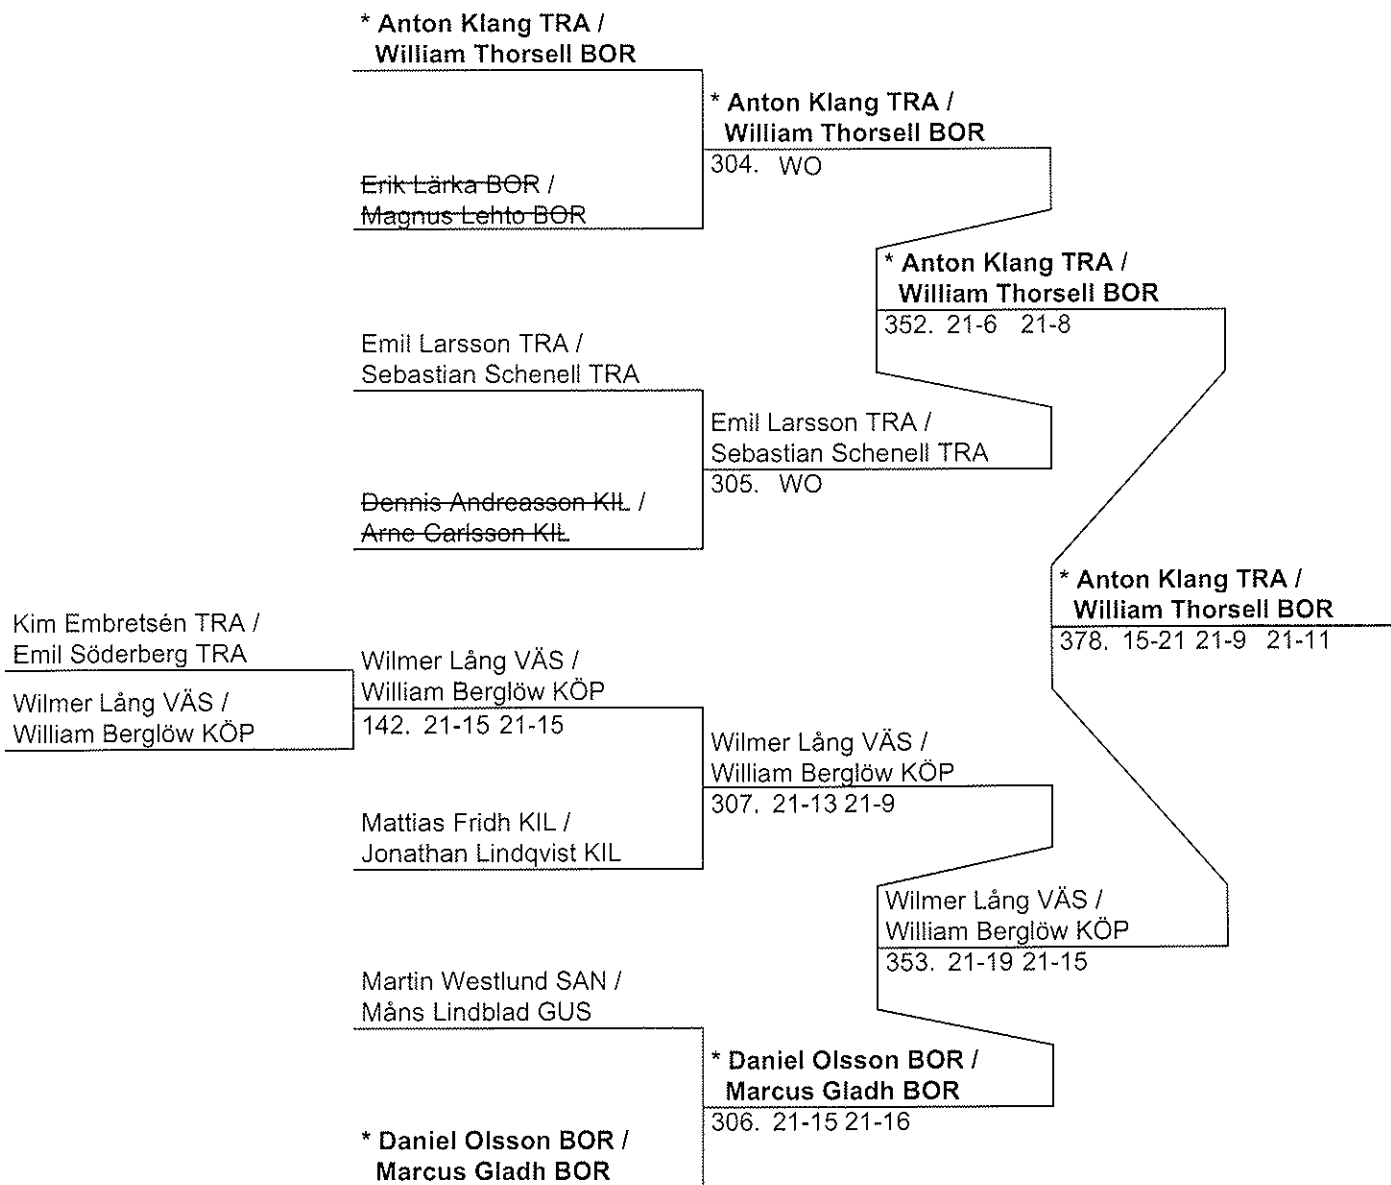 * Anton Klang TRA /
William Thorsell BOR
Erik Lärka BOR /
Magnus Lehto BOR
Emil Larsson TRA /
Sebastian Schenell TRA
Dennis Andreasson KIL /
Arne Carlsson KIL
Kim Embretsén TRA /
Emil Söderberg TRA
Wilmer Lång VÄS /
William Berglöw KÖP
Wilmer Lång VÄS /
William Berglöw KÖP
142. 21-15 21-15
Mattias Fridh KIL /
Jonathan Lindqvist KIL
Martin Westlund SAN /
Måns Lindblad GUS
* Daniel Olsson BOR /
Marcus Gladh BOR
* Anton Klang TRA /
William Thorsell BOR
304. WO
Emil Larsson TRA /
Sebastian Schenell TRA
305. WO
Wilmer Lång VÄS /
William Berglöw KÖP
307. 21-13 21-9
* Daniel Olsson BOR /
Marcus Gladh BOR
306. 21-15 21-16
* Anton Klang TRA /
William Thorsell BOR
352. 21-6 21-8
Wilmer Lång VÄS /
William Berglöw KÖP
353. 21-19 21-15
* Anton Klang TRA /
William Thorsell BOR
378. 15-21 21-9 21-11